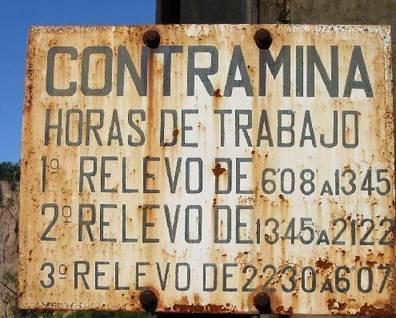 CONTRAMINA
HORAS DE TRABAJO
1º RELEVO DE 608 A 1345
2º RELEVO DE 1345 A 2122
3º RELEVO DE 2230 A 607